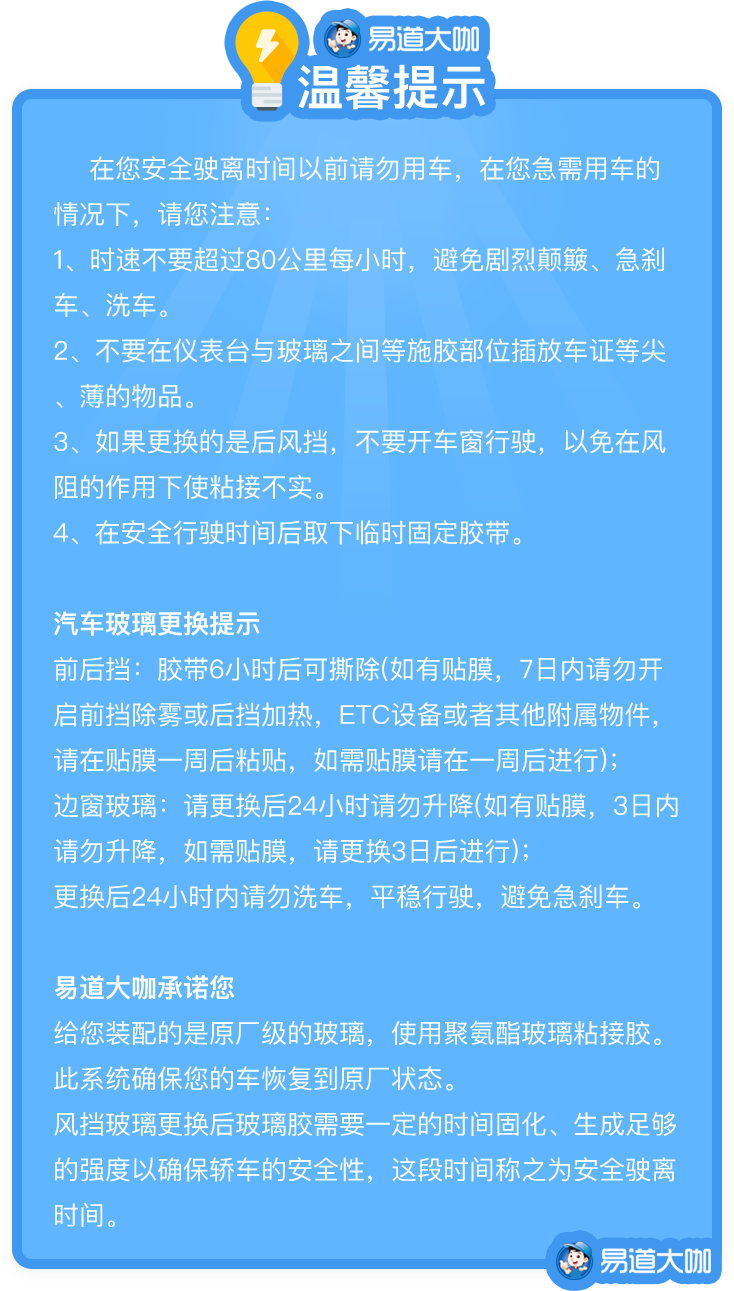 易道大咖
温馨提示
在您安全驶离时间以前请勿用车，在您急需用车的
情况下，请您注意：
1、时速不要超过80公里每小时，避免剧烈颠簸、急刹
车、洗车。
2、不要在仪表台与玻璃之间等施胶部位插放车证等尖
、薄的物品。
3、如果更换的是后风挡，不要开车窗行驶，以免在风
阻的作用下使粘接不实。
4、在安全行驶时间后取下临时固定胶带。
汽车玻璃更换提示
前后挡：胶带6小时后可撕除(如有贴膜，7日内请勿开
启前挡除雾或后挡加热，ETC设备或者其他附属物件，
请在贴膜一周后粘贴，如需贴膜请在一周后进行)；
边窗玻璃：请更换后24小时请勿升降(如有贴膜，3日内
请勿升降，如需贴膜，请更换3日后进行)；
更换后24小时内请勿洗车，平稳行驶，避免急刹车。
易道大咖承诺您
给您装配的是原厂级的玻璃，使用聚氨酯玻璃粘接胶。
此系统确保您的车恢复到原厂状态。
风挡玻璃更换后玻璃胶需要一定的时间固化、生成足够
的强度以确保轿车的安全性，这段时间称之为安全驶离
时间。
易道大咖